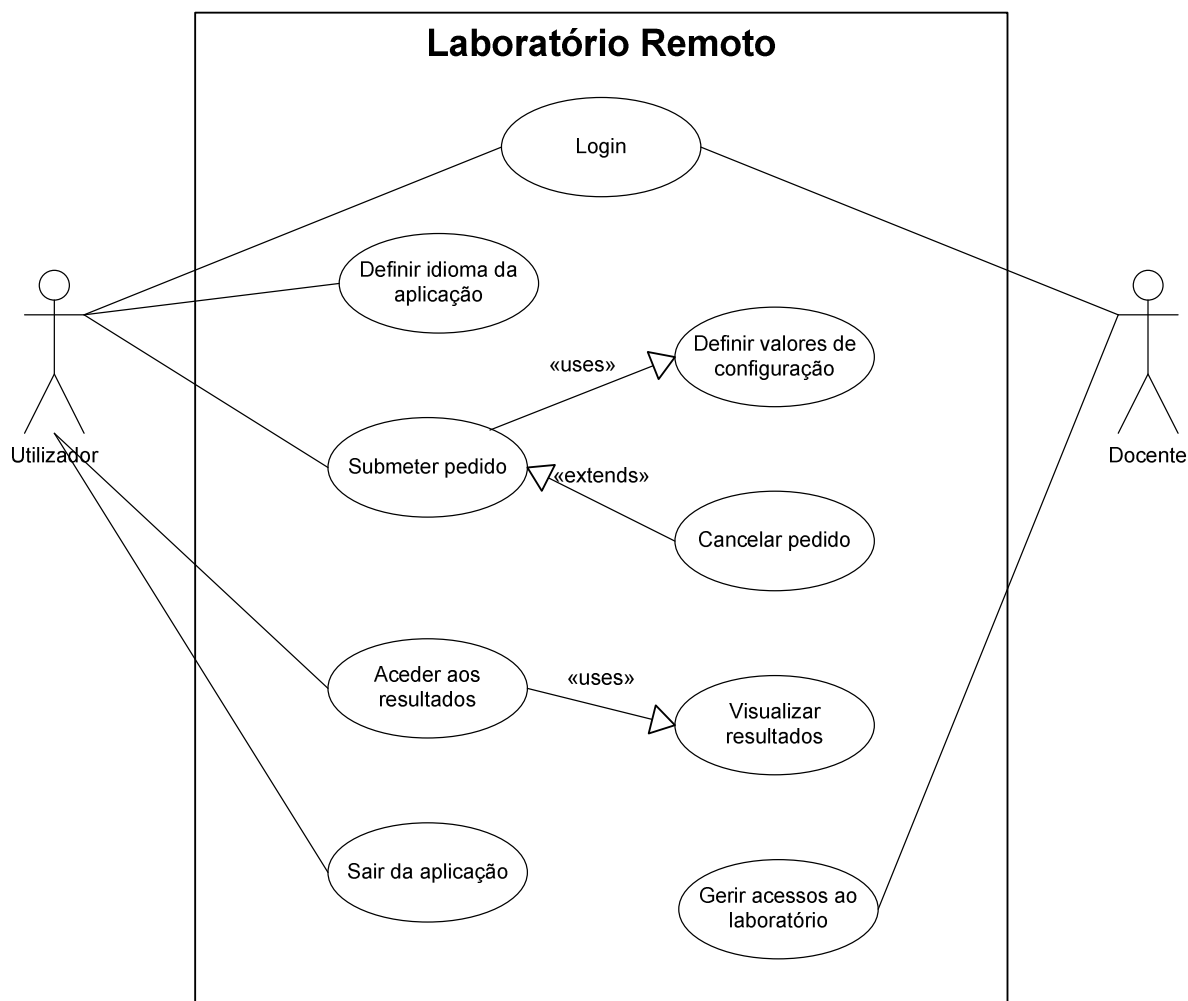 Laboratório Remoto
Login
Definir idioma da
aplicação
Definir valores de
configuração
«uses»
Utilizador
Submeter pedido
«extends»
Docente
Cancelar pedido
Aceder aos
resultados
«uses»
Visualizar
resultados
Sair da aplicação
Gerir acessos ao
laboratório